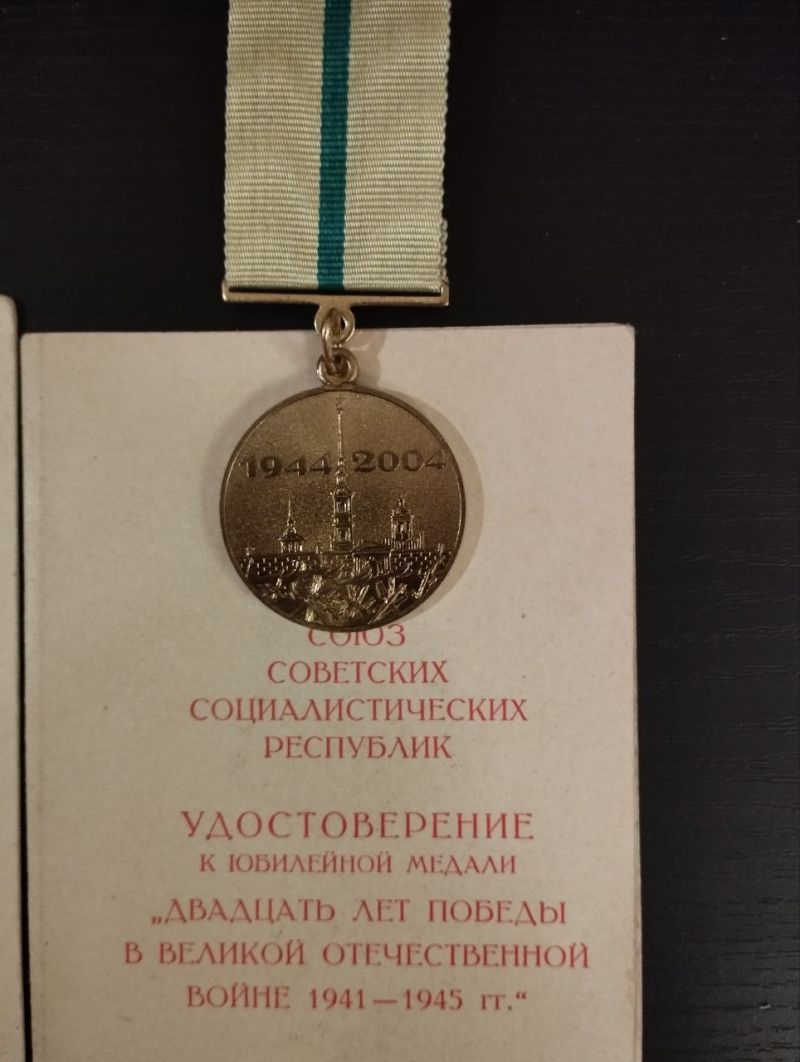 1944 2004
СОЮЗ
СОВЕТСКИХ
СОЦИАЛИСТИЧЕСКИХ
РЕСПУБЛИК
УДОСТОВЕРЕНИЕ
К ЮБИЛЕЙНОЙ МЕДАЛИ
„ДВАДЦАТЬ ЛЕТ ПОБЕДЫ
В ВЕЛИКОЙ ОТЕЧЕСТВЕННОЙ
ВОЙНЕ 1941—1945 гг.“